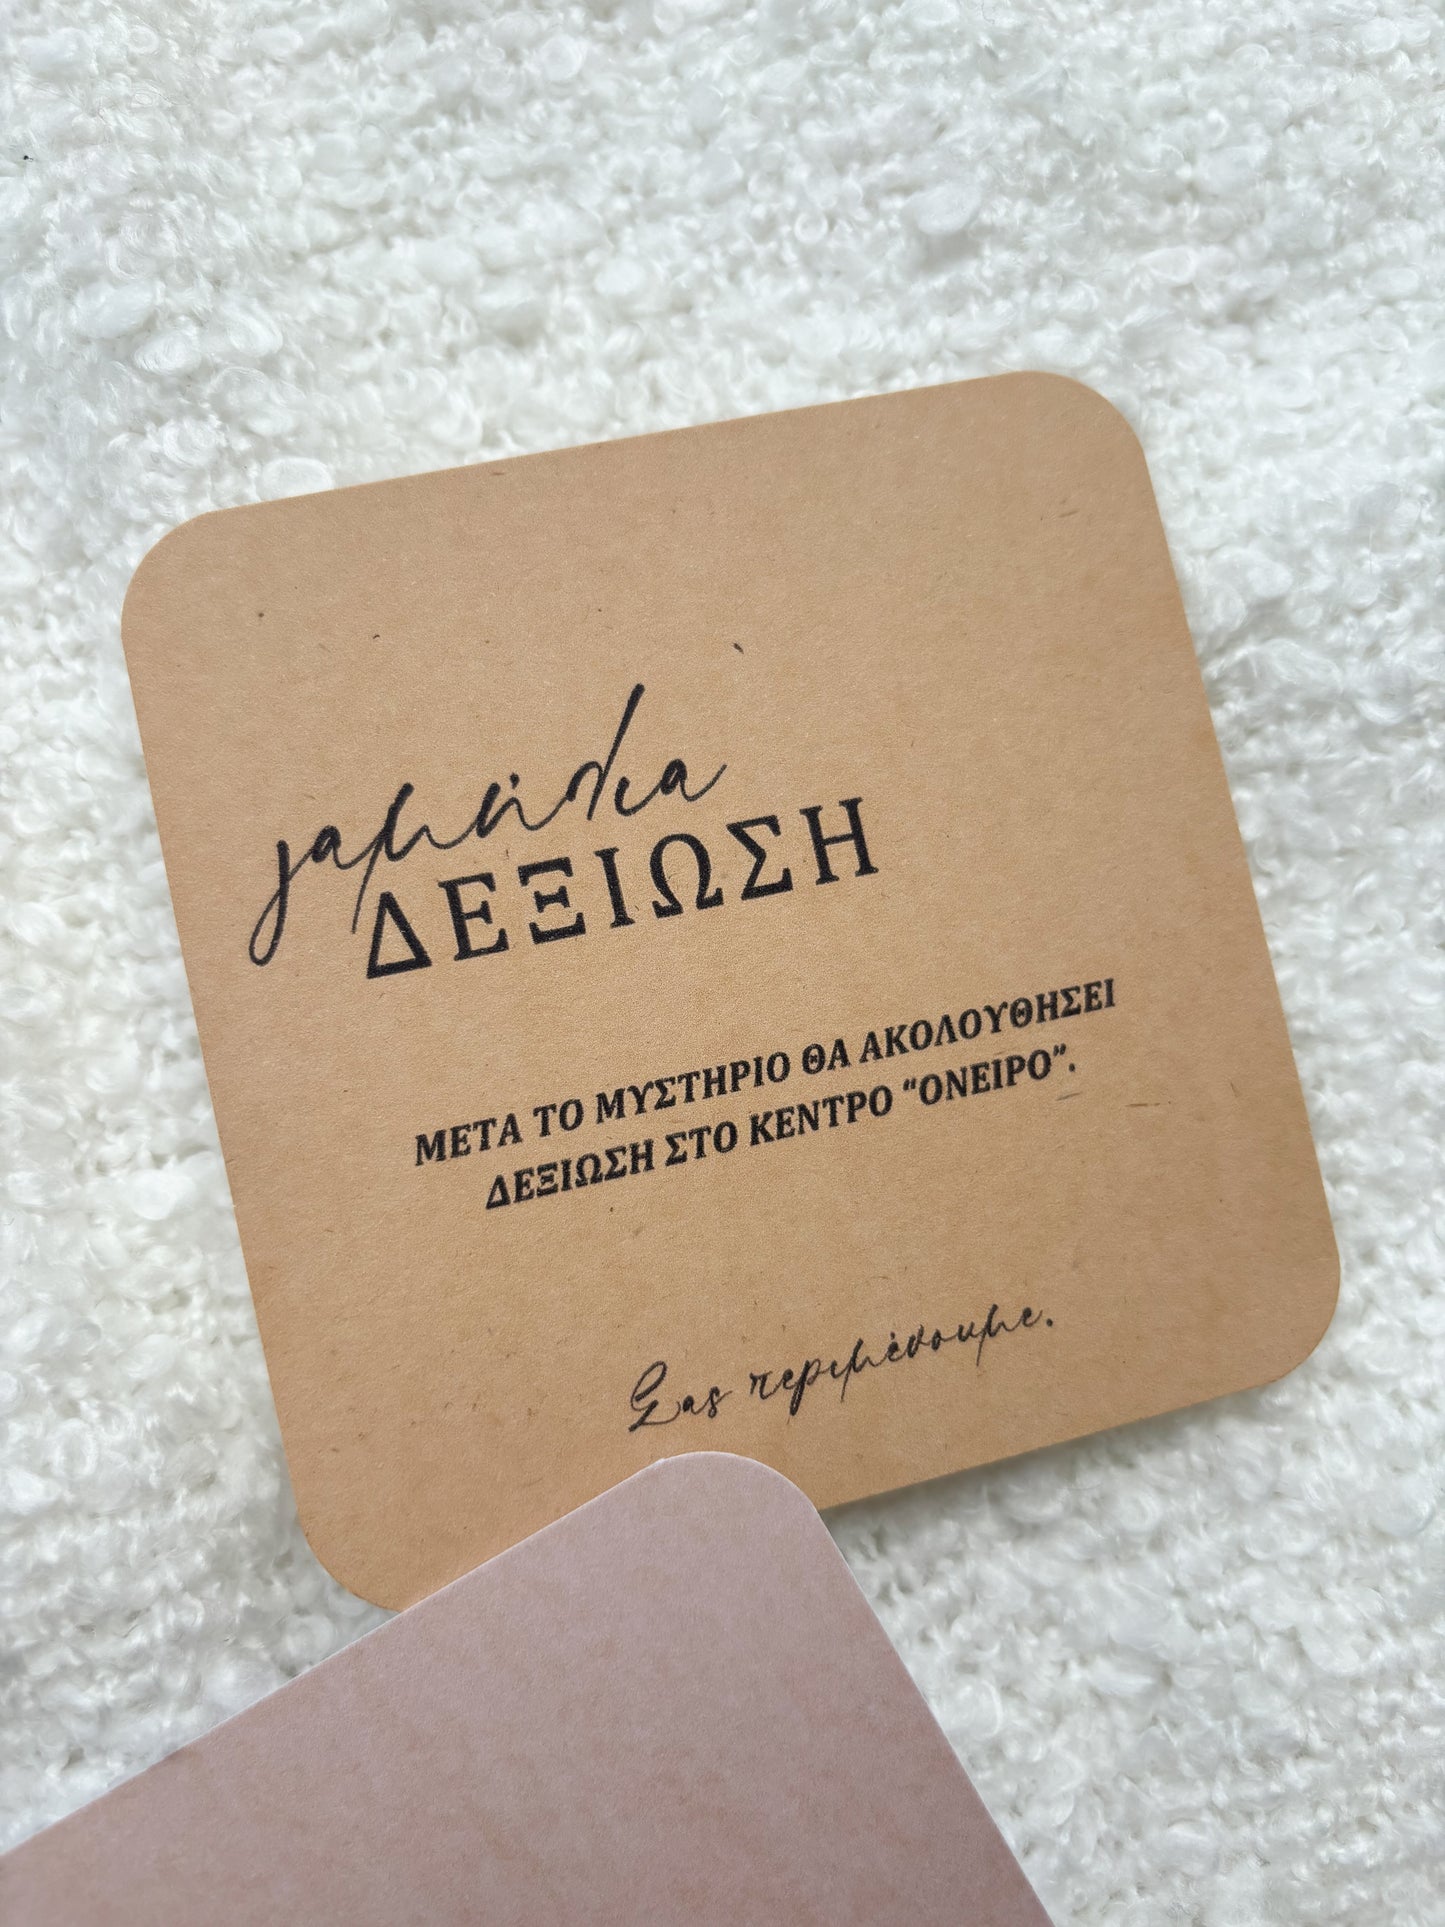 γαμήλια
ΔΕΞΙΩΣΗ
ΜΕΤΑ ΤΟ ΜΥΣΤΗΡΙΟ ΘΑ ΑΚΟΛΟΥΘΗΣΕΙ
ΔΕΞΙΩΣΗ ΣΤΟ ΚΕΝΤΡΟ “ΟΝΕΙΡΟ”.
Σας περιμένουμε.